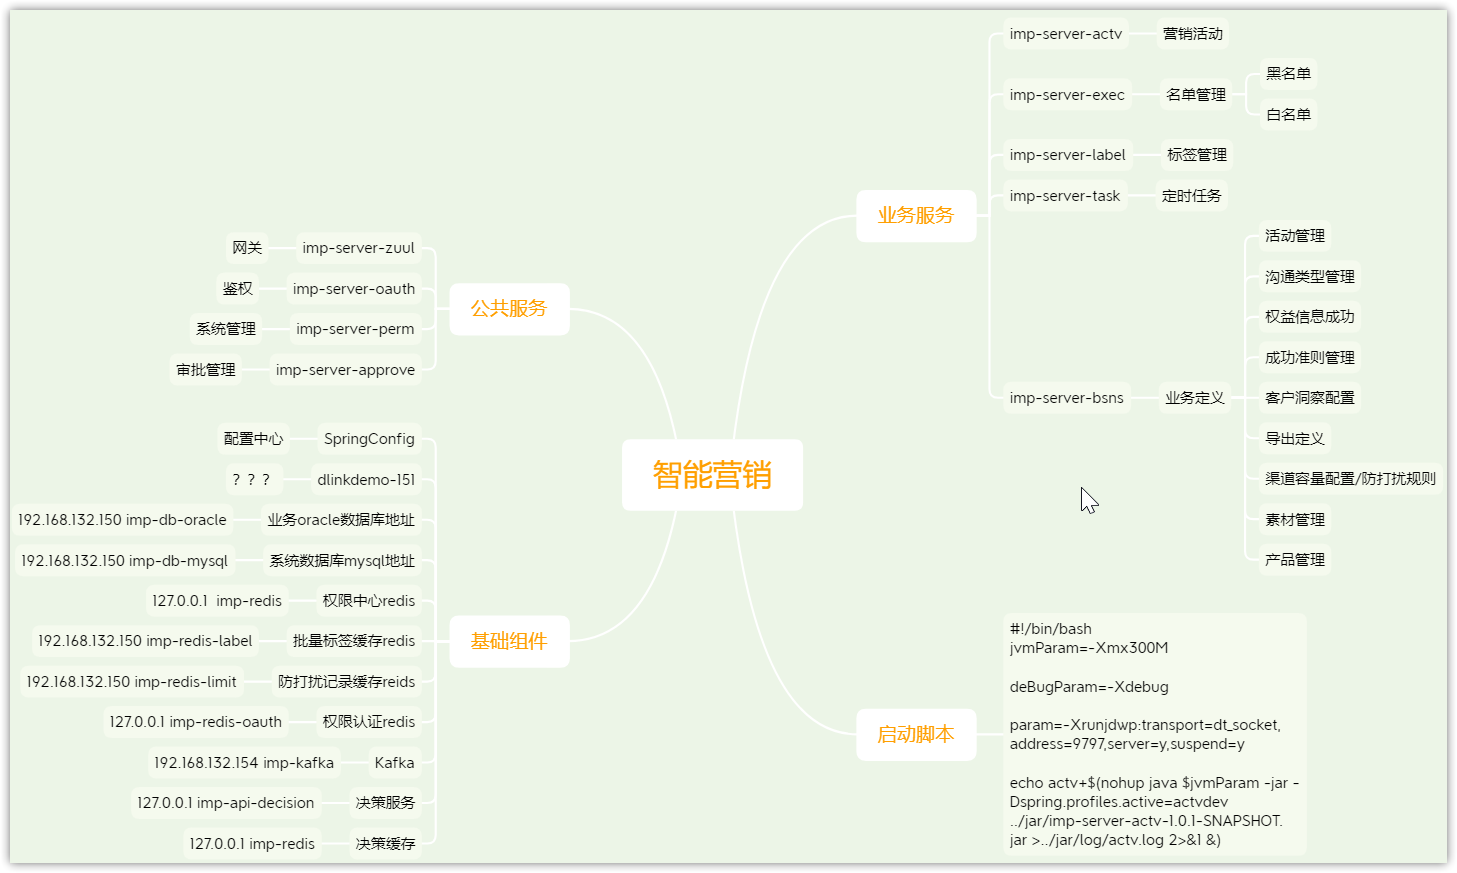 智能营销
业务服务
imp-server-actv
营销活动
imp-server-exec
名单管理
黑名单
白名单
imp-server-label
标签管理
imp-server-task
定时任务
imp-server-bsns
业务定义
活动管理
沟通类型管理
权益信息成功
成功准则管理
客户洞察配置
导出定义
渠道容量配置/防打扰规则
素材管理
产品管理
启动脚本
#!/bin/bash
jvmParam=-Xmx300M
deBugParam=-Xdebug
param=-Xrunjdwp:transport=dt_socket,
address=9797,server=y,suspend=y
echo actv+$(nohup java $jvmParam -jar -
Dspring.profiles.active=actvdev
../jar/imp-server-actv-1.0.1-SNAPSHOT.
jar >../jar/log/actv.log 2>&1 &)
公共服务
网关
imp-server-zuul
鉴权
imp-server-oauth
系统管理
imp-server-perm
审批管理
imp-server-approve
基础组件
配置中心
SpringConfig
？？？
dlinkdemo-151
192.168.132.150 imp-db-oracle
业务oracle数据库地址
192.168.132.150 imp-db-mysql
系统数据库mysql地址
127.0.0.1  imp-redis
权限中心redis
192.168.132.150 imp-redis-label
批量标签缓存redis
192.168.132.150 imp-redis-limit
防打扰记录缓存reids
127.0.0.1 imp-redis-oauth
权限认证redis
192.168.132.154 imp-kafka
Kafka
127.0.0.1 imp-api-decision
决策服务
127.0.0.1 imp-redis
决策缓存